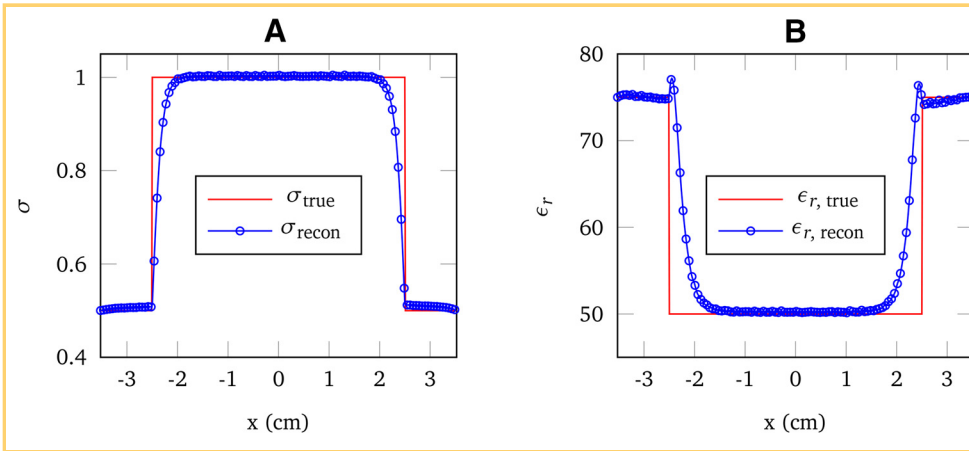 A
1
0.8
0.6
0.4
σ
σtrue
σrecon
-3 -2 -1 0 1 2 3
x (cm)
B
80
70
60
50
ϵr
ϵr, true
ϵr, recon
-3 -2 -1 0 1 2 3
x (cm)